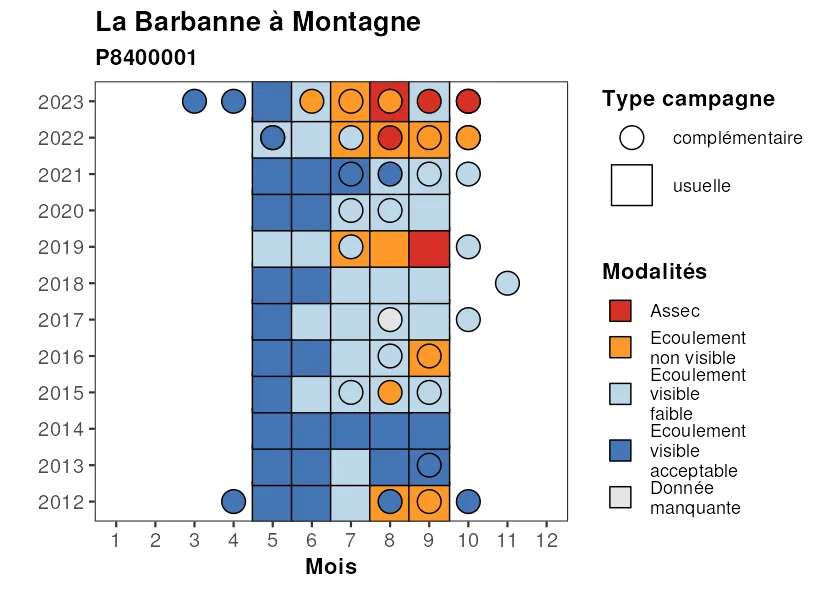 La Barbanne à Montagne
P8400001
2023
2022
2021
2020
2019
2018
2017
2016
2015
2014
2013
2012
1 2 3 4 5 6 7 8 9 10 11 12
Mois
Type campagne
complémentaire
usuelle
Modalités
Assec
Ecoulement
non visible
Ecoulement
visible
faible
Ecoulement
visible
acceptable
Donnée
manquante